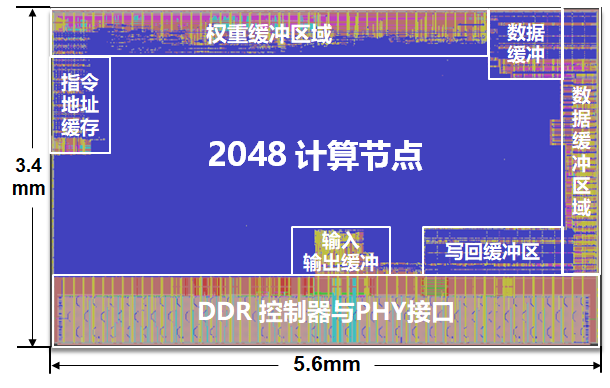 权重缓冲区域
数据
缓冲
指令
地址
缓存
数
据
缓
冲
区
域
2048 计算节点
3.4
mm
输入
输出缓冲
写回缓冲区
DDR 控制器与PHY接口
5.6mm